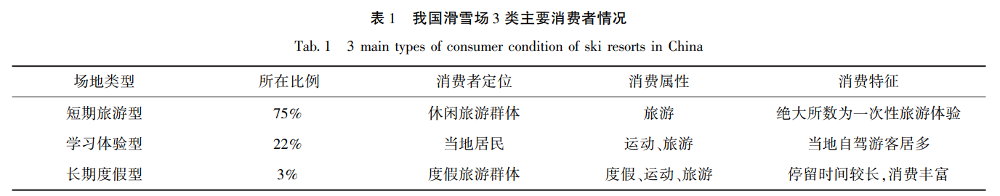 表 1 我国滑雪场 3 类主要消费者情况
Tab. 1 3 main types of consumer condition of ski resorts in China
场地类型 所在比例 消费者定位 消费属性 消费特征
短期旅游型 75% 休闲旅游群体 旅游 绝大所数为一次性旅游体验
学习体验型 22% 当地居民 运动、旅游 当地自驾游客居多
长期度假型 3% 度假旅游群体 度假、运动、旅游 停留时间较长,消费丰富